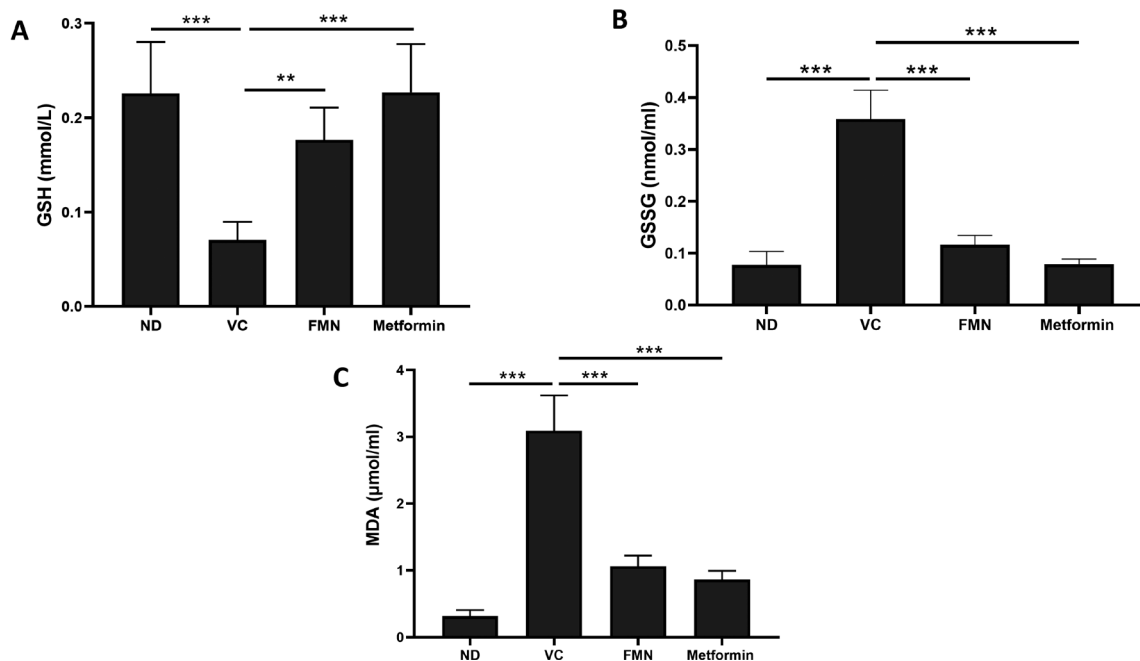 A
GSH (mmol/L)
0.3
0.2
0.1
0.0
***
***
**
ND VC FMN Metformin
B
GSSG (nmol/ml)
0.5
0.4
0.3
0.2
0.1
0.0
***
***
***
ND VC FMN Metformin
C
MDA (µmol/ml)
4
3
2
1
0
***
***
***
ND VC FMN Metformin